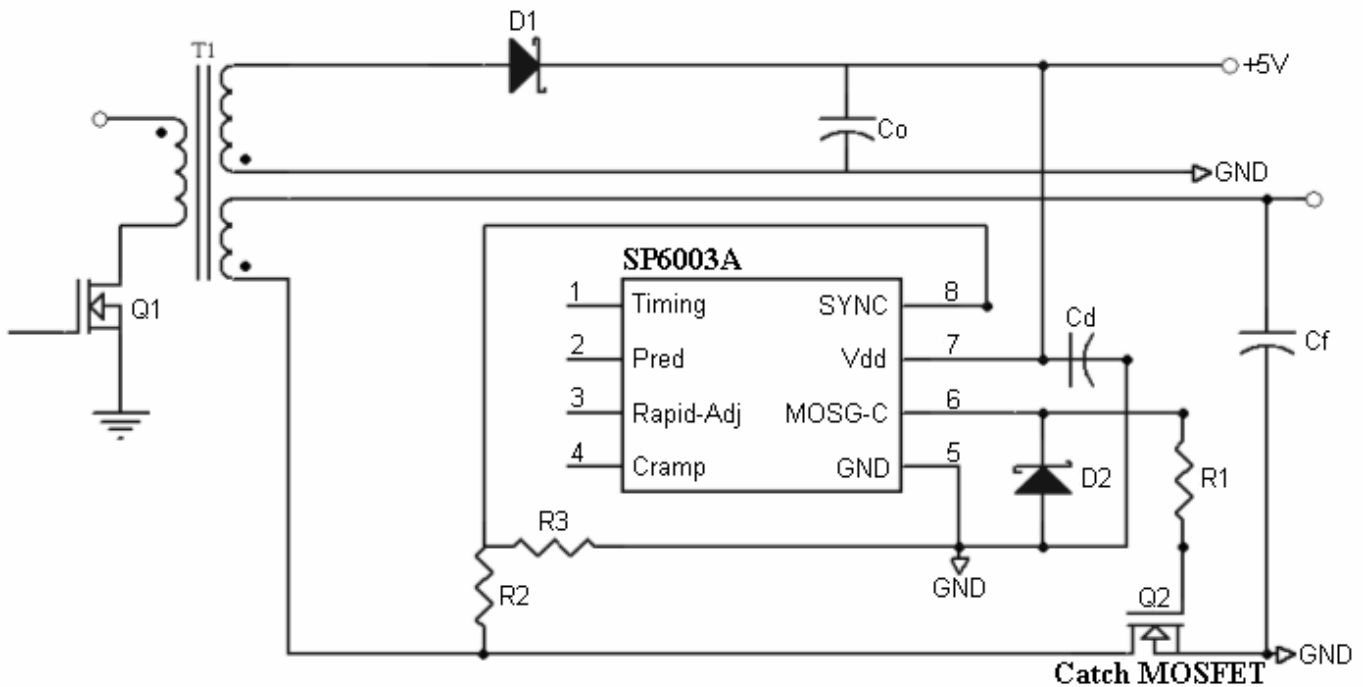 D1
T1
+5V
Co
GND
SP6003A
Q1
1 Timing SYNC 8
Cd
Cf
2 Pred Vdd 7
3 Rapid-Adj MOSG-C 6
4 Cramp GND 5
D2
R1
R3
GND
R2
Q2
GND
Catch MOSFET